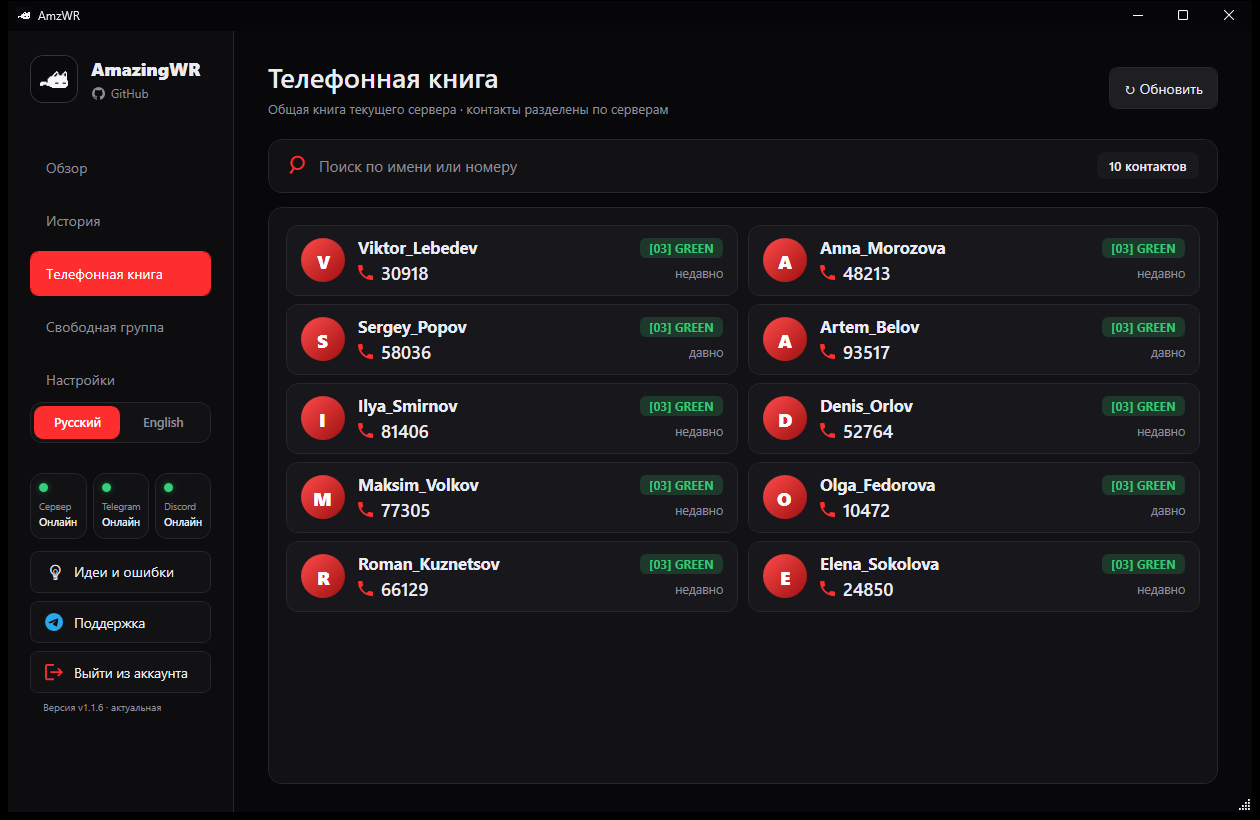 AmzWR
AmazingWR
GitHub
Обзор
История
Телефонная книга
Свободная группа
Настройки
Русский English
Сервер Telegram Discord
Онлайн Онлайн Онлайн
Идеи и ошибки
Поддержка
Выйти из аккаунта
Версия v1.1.6 · актуальная
Телефонная книга
Общая книга текущего сервера · контакты разделены по серверам
↻ Обновить
Поиск по имени или номеру
10 контактов
V Viktor_Lebedev [03] GREEN
30918 недавно
A Anna_Morozova [03] GREEN
48213 недавно
S Sergey_Popov [03] GREEN
58036 давно
A Artem_Belov [03] GREEN
93517 давно
I Ilya_Smirnov [03] GREEN
81406 недавно
D Denis_Orlov [03] GREEN
52764 недавно
M Maksim_Volkov [03] GREEN
77305 недавно
O Olga_Fedorova [03] GREEN
10472 давно
R Roman_Kuznetsov [03] GREEN
66129 недавно
E Elena_Sokolova [03] GREEN
24850 недавно